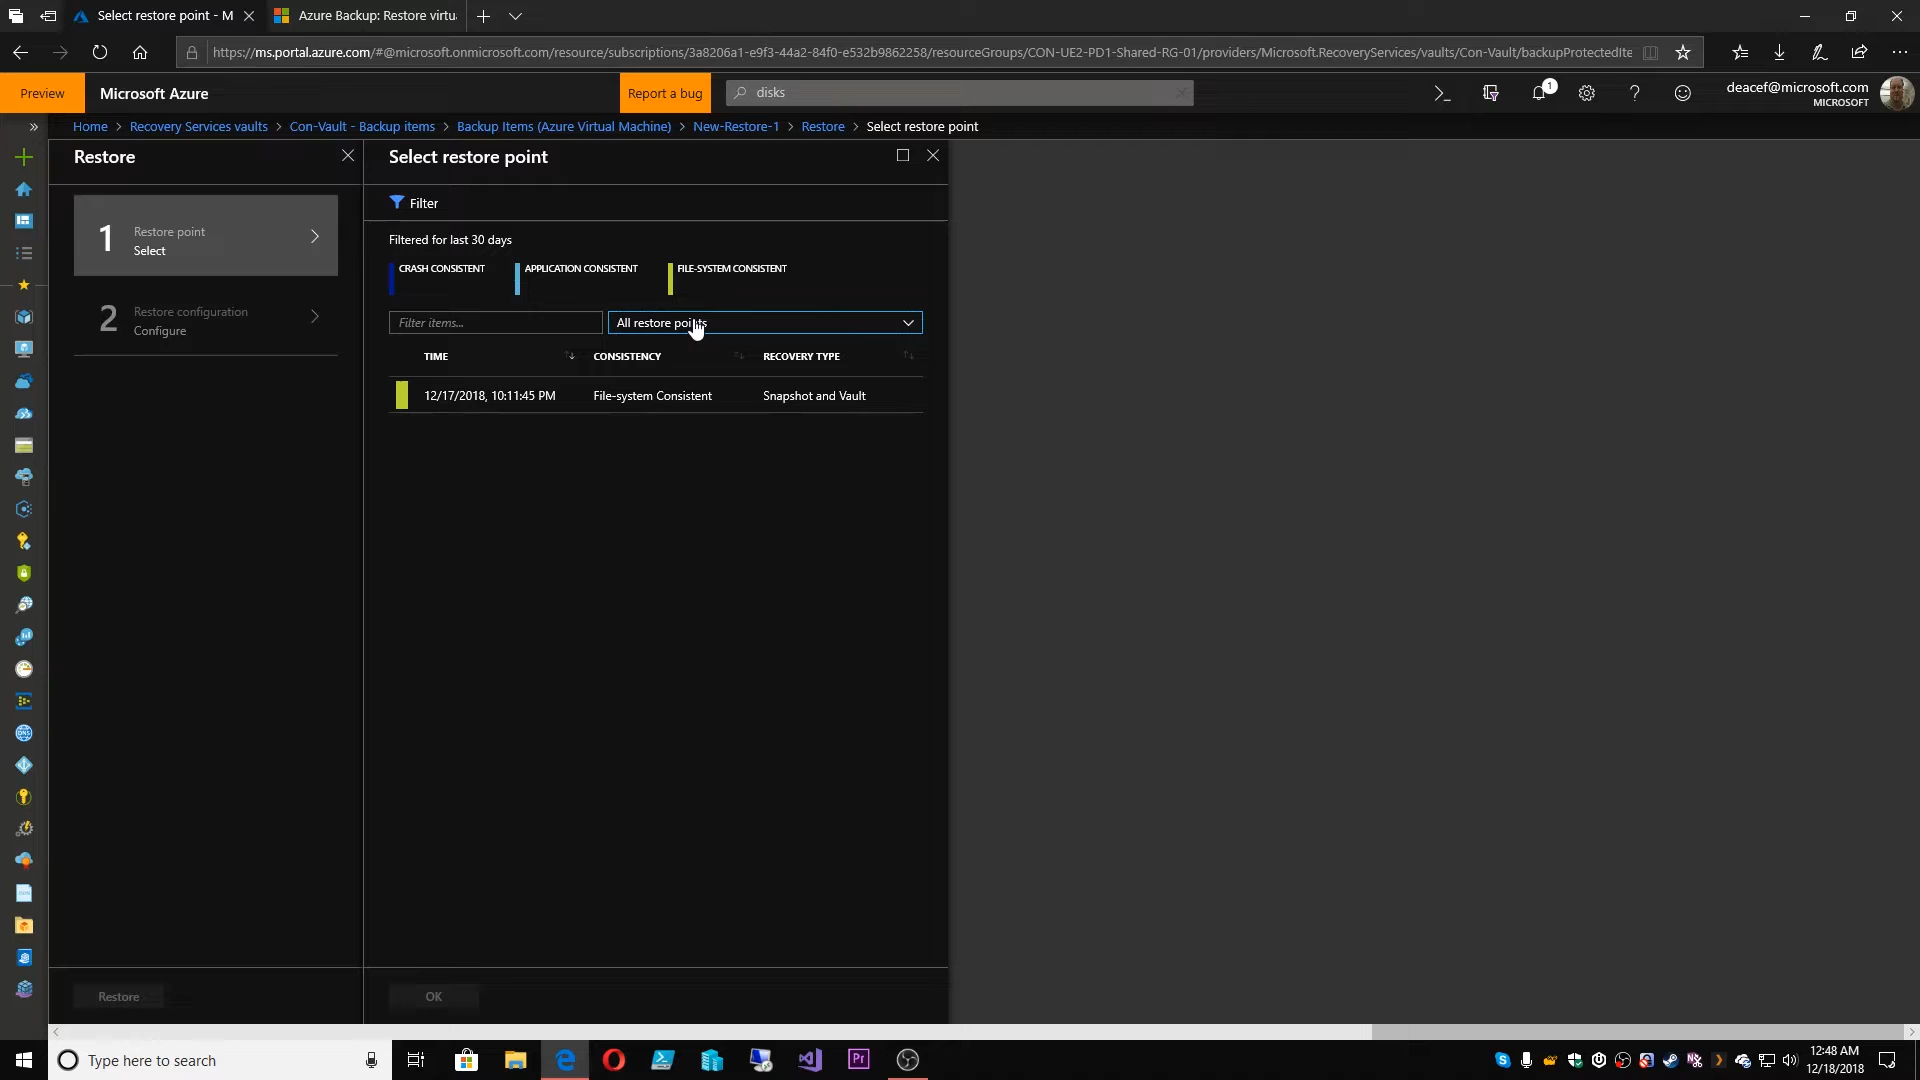 Select restore point - M
Azure Backup: Restore virtu
https://ms.portal.azure.com/#@microsoft.onmicrosoft.com/resource/subscriptions/3a8206a1-e9f3-44a2-84f0-e532b9862258/resourceGroups/CON-UE2-PD1-Shared-RG-01/providers/Microsoft.RecoveryServices/vaults/Con-Vault/backupProtectedIte
Preview
Microsoft Azure
Report a bug
disks
1
deacef@microsoft.com
MICROSOFT
Home > Recovery Services vaults > Con-Vault - Backup items > Backup Items (Azure Virtual Machine) > New-Restore-1 > Restore > Select restore point
Restore
1
Restore point
Select
2
Restore configuration
Configure
Restore
Select restore point
Filter
Filtered for last 30 days
CRASH CONSISTENT
APPLICATION CONSISTENT
FILE-SYSTEM CONSISTENT
Filter items...
All restore points
TIME CONSISTENCY RECOVERY TYPE
12/17/2018, 10:11:45 PM File-system Consistent Snapshot and Vault
OK
Type here to search
12:48 AM
12/18/2018